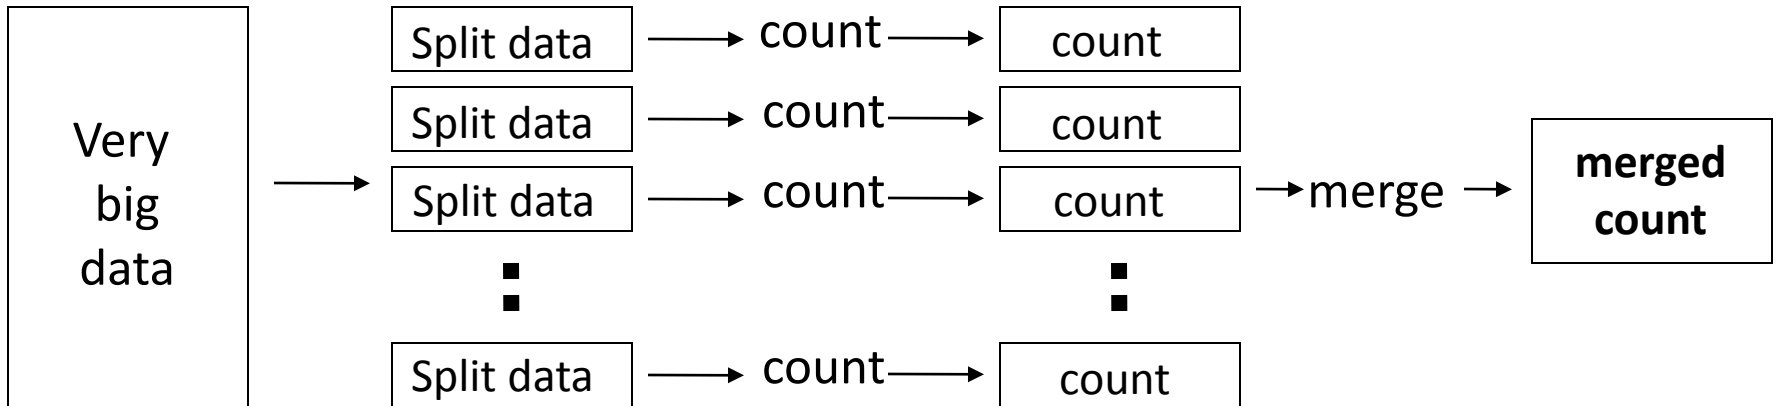 Very
big
data
Split data count count
Split data count count
Split data count count
Split data count count
merge
merged
count